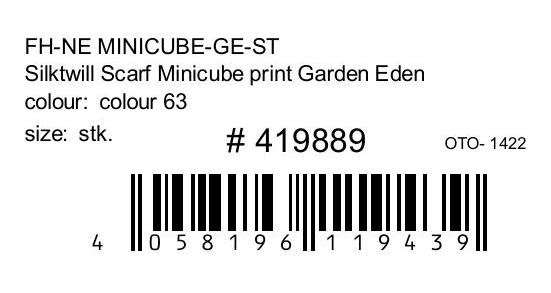 FH-NE MINICUBE-GE-ST
Silktwill Scarf Minicube print Garden Eden
colour:  colour 63
size:  stk.
# 419889
OTO- 1422
4 058196 119439